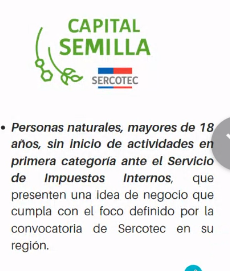 CAPITAL
SEMILLA
SERCOTEC
• Personas naturales, mayores de 18
años, sin inicio de actividades en
primera categoría ante el Servicio
de Impuestos Internos, que
presenten una idea de negocio que
cumpla con el foco definido por la
convocatoria de Sercotec en su
región.